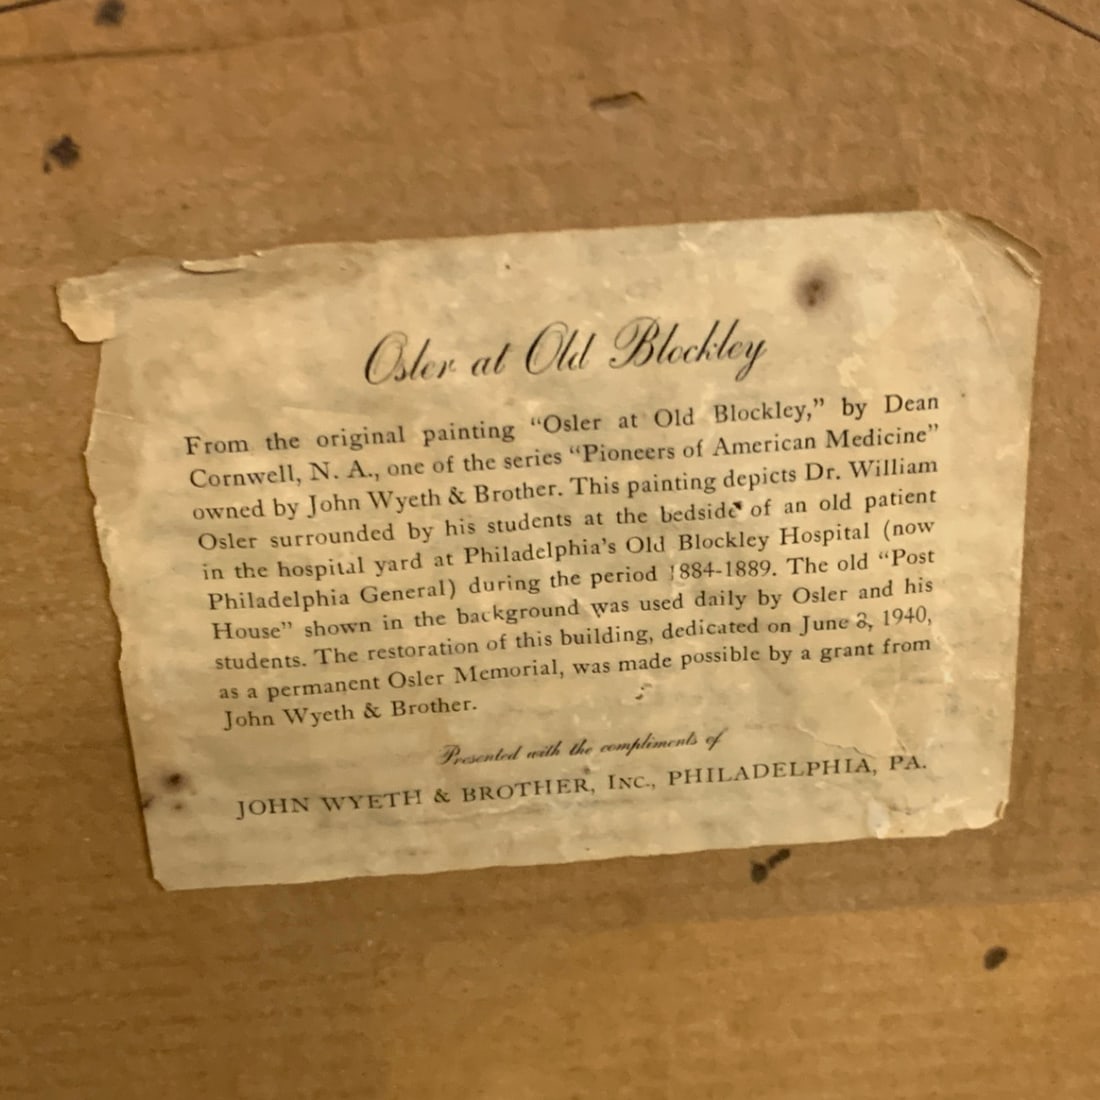 Osler at Old Blockley
From the original painting “Osler at Old Blockley,” by Dean
Cornwell, N. A., one of the series “Pioneers of American Medicine”
owned by John Wyeth & Brother. This painting depicts Dr. William
Osler surrounded by his students at the bedside of an old patient
in the hospital yard at Philadelphia’s Old Blockley Hospital (now
Philadelphia General) during the period 1884-1889. The old “Post
House” shown in the background was used daily by Osler and his
students. The restoration of this building, dedicated on June 8, 1940,
as a permanent Osler Memorial, was made possible by a grant from
John Wyeth & Brother.
Presented with the compliments of
JOHN WYETH & BROTHER, INC., PHILADELPHIA, PA.